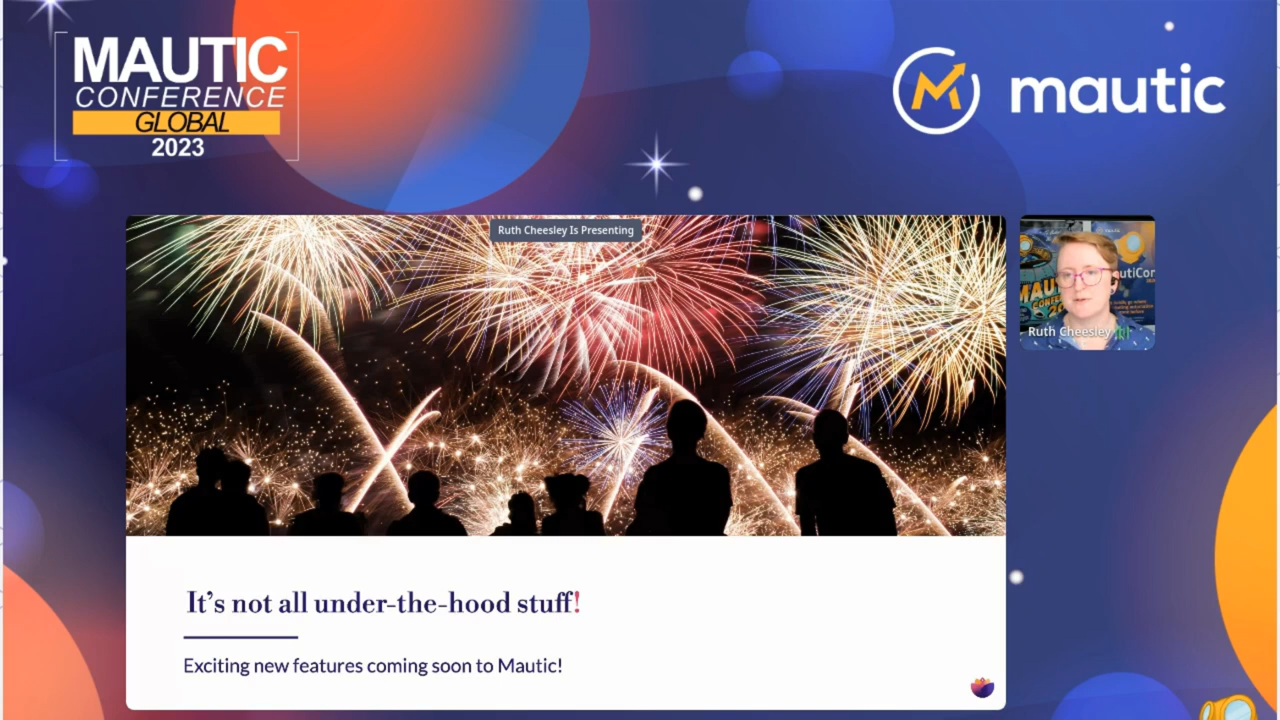 MAUTIC
CONFERENCE
GLOBAL
2023
mautic
Ruth Cheesley Is Presenting
Ruth Cheesley
It's not all under-the-hood stuff!
Exciting new features coming soon to Mautic!